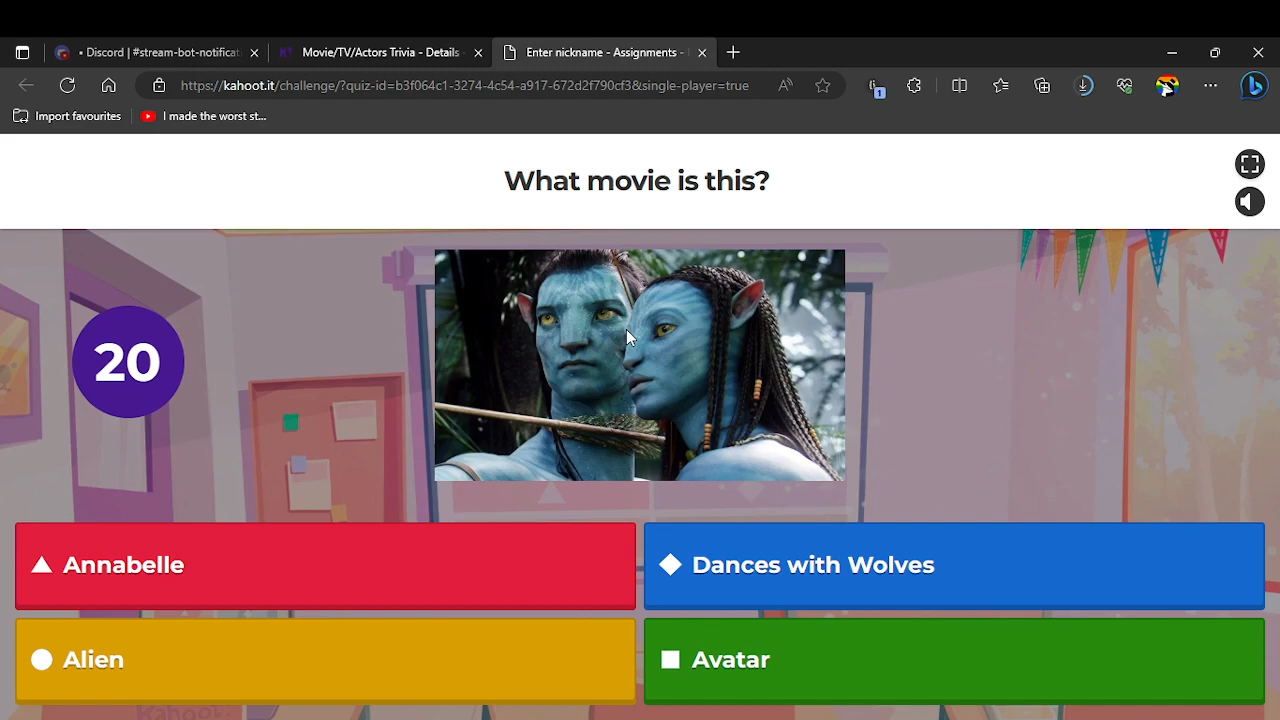 • Discord | #stream-bot-notificat
Movie/TV/Actors Trivia - Details -
Enter nickname - Assignments -
https://kahoot.it/challenge/?quiz-id=b3f064c1-3274-4c54-a917-672d2f790cf3&single-player=true
1
Import favourites
I made the worst st...
What movie is this?
20
Annabelle
Dances with Wolves
Alien
Avatar
Kahoot!